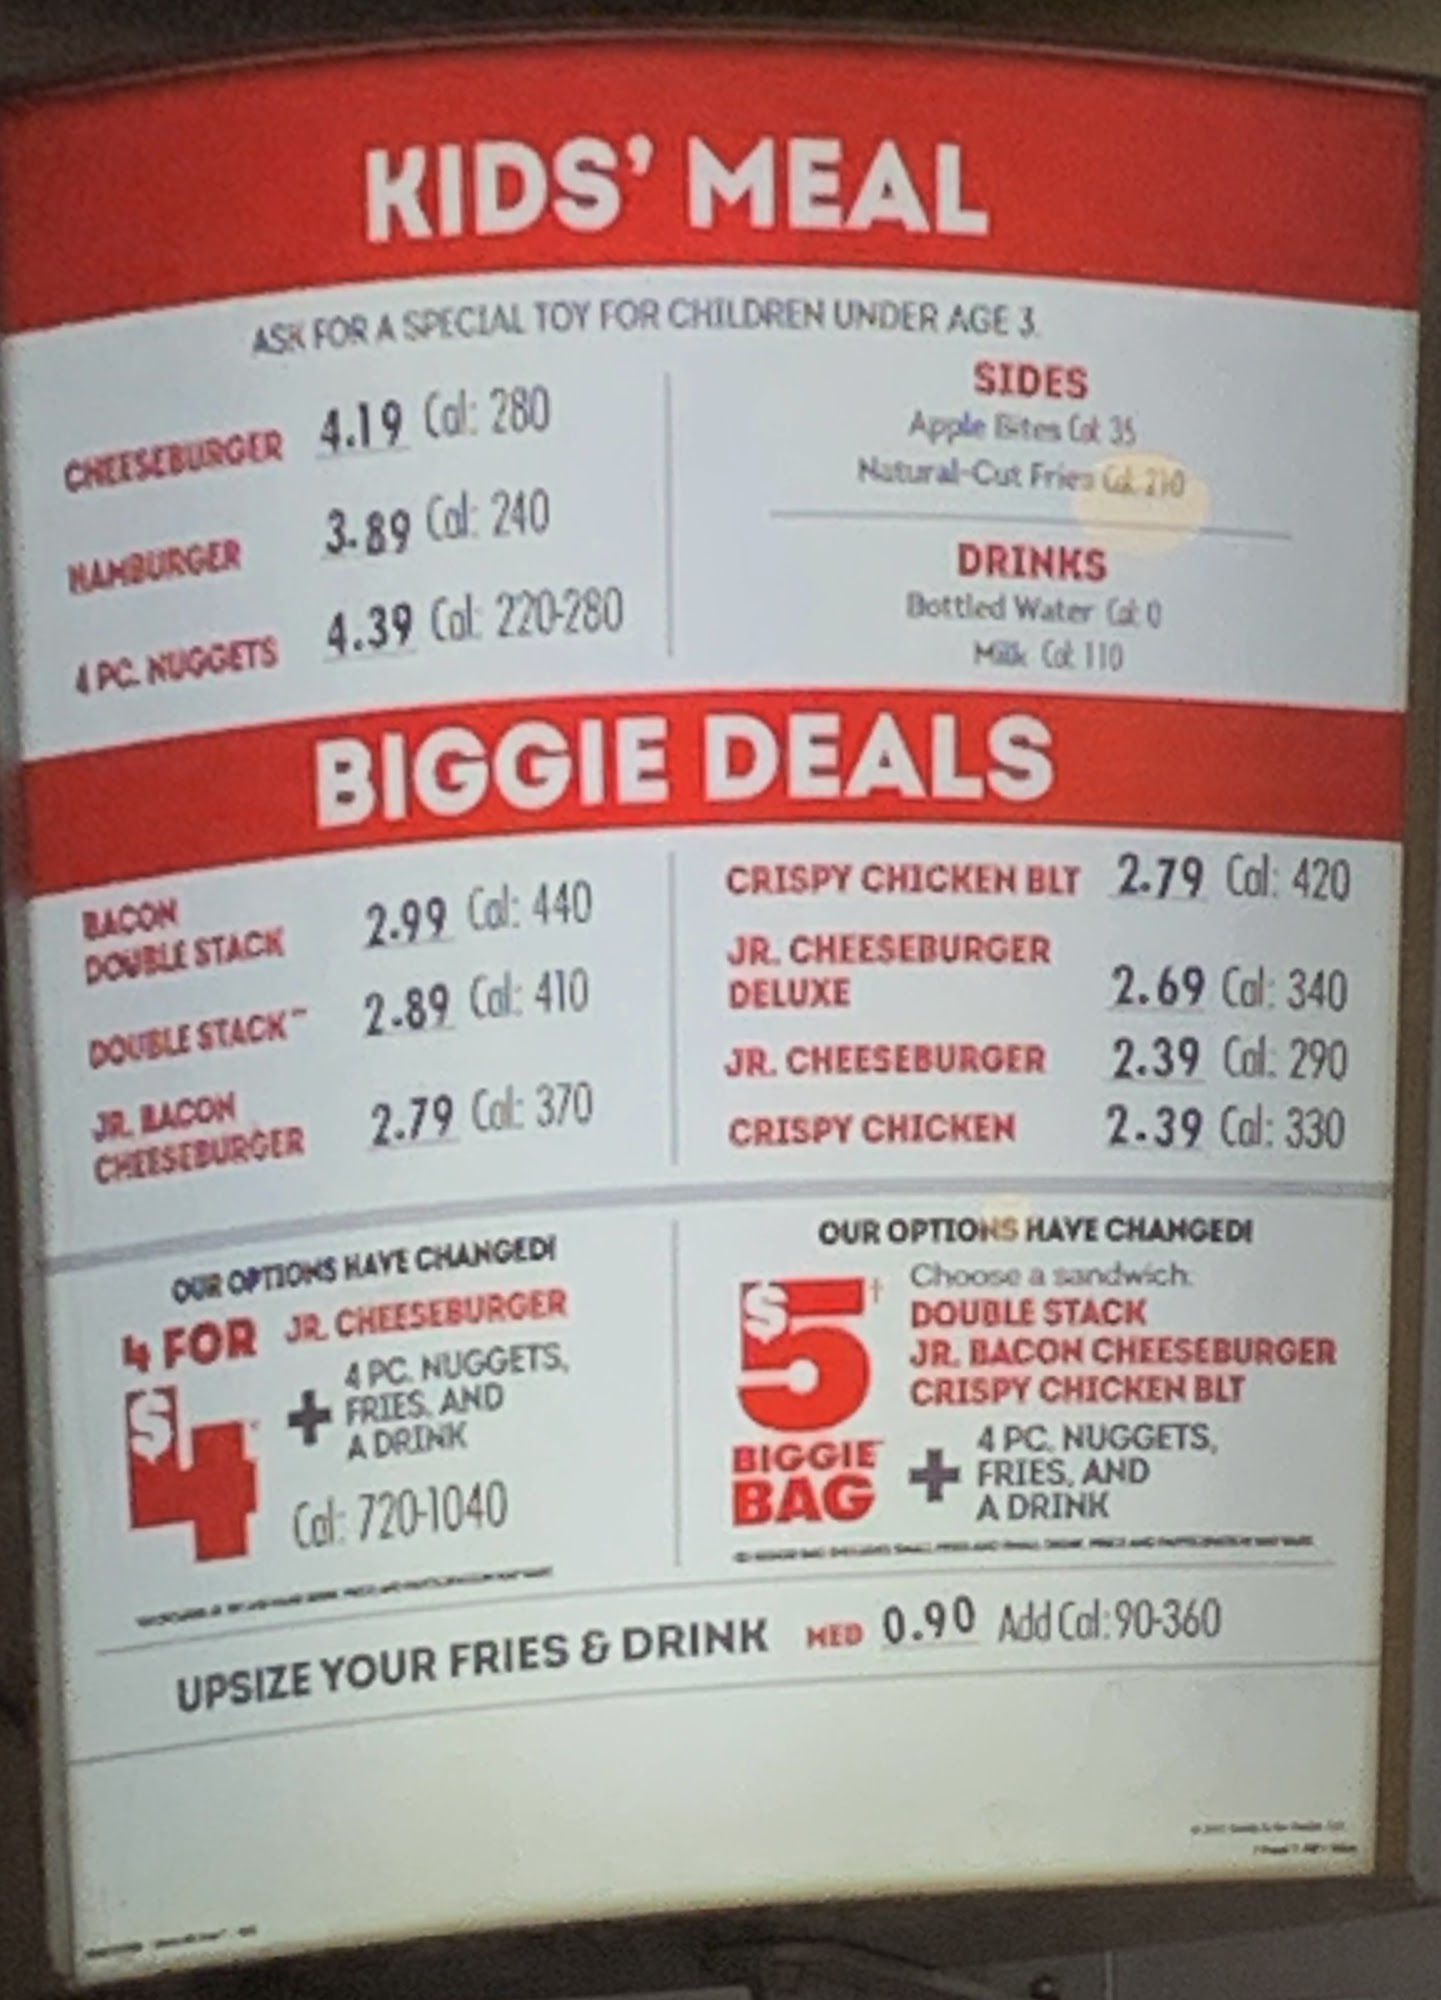 KIDS' MEAL
ASK FOR A SPECIAL TOY FOR CHILDREN UNDER AGE 3.
CHEESEBURGER 4.19 Cal: 280
HAMBURGER 3.89 Cal: 240
4 PC. NUGGETS 4.39 Cal: 220-280
SIDES
Apple Bites Cal: 35
Natural-Cut Fries Cal: 210
DRINKS
Bottled Water Cal: 0
Milk Cal: 110
BIGGIE DEALS
BACON
DOUBLE STACK 2.99 Cal: 440
DOUBLE STACK™ 2.89 Cal: 410
JR. BACON
CHEESEBURGER 2.79 Cal: 370
CRISPY CHICKEN BLT 2.79 Cal: 420
JR. CHEESEBURGER
DELUXE 2.69 Cal: 340
JR. CHEESEBURGER 2.39 Cal: 290
CRISPY CHICKEN 2.39 Cal: 330
OUR OPTIONS HAVE CHANGED!
4 FOR
$4
JR. CHEESEBURGER
+ 4 PC. NUGGETS,
FRIES, AND
A DRINK
Cal: 720-1040
OUR OPTIONS HAVE CHANGED!
$5†
BIGGIE™
BAG
Choose a sandwich:
DOUBLE STACK
JR. BACON CHEESEBURGER
CRISPY CHICKEN BLT
+ 4 PC. NUGGETS,
FRIES, AND
A DRINK
UPSIZE YOUR FRIES & DRINK MED 0.90 Add Cal: 90-360